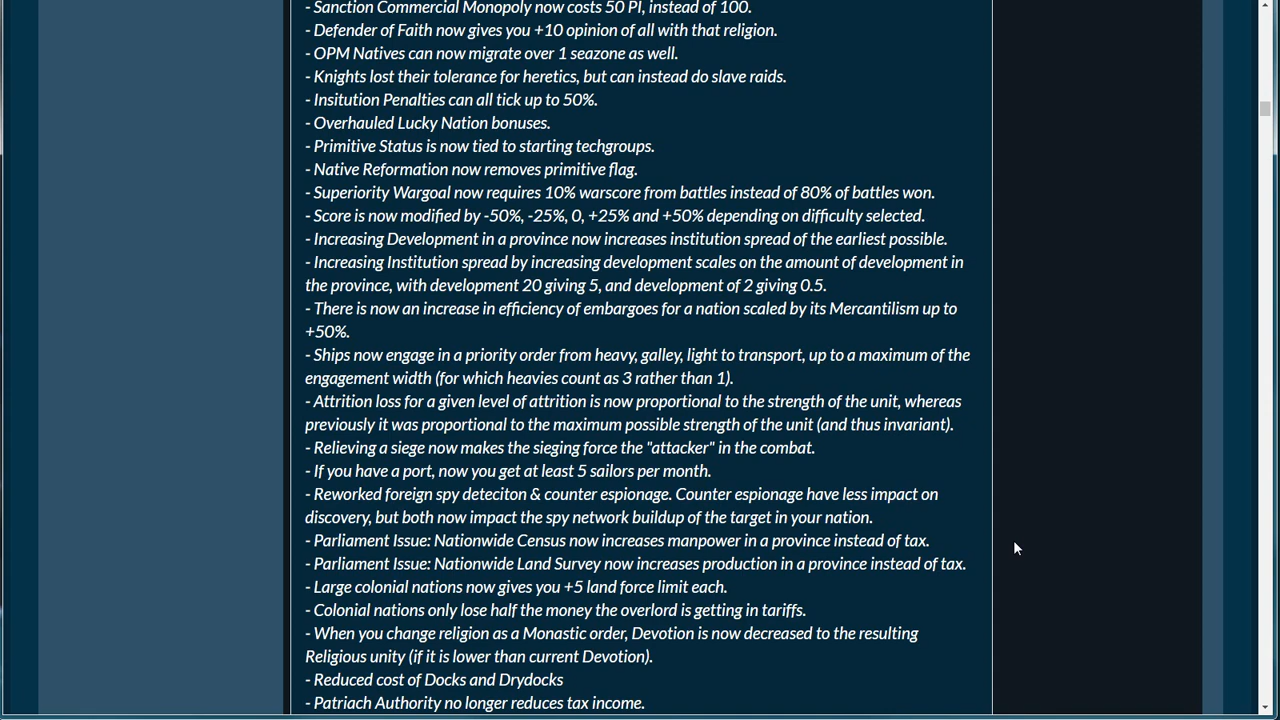 - Sanction Commercial Monopoly now costs 50 PI, instead of 100.
- Defender of Faith now gives you +10 opinion of all with that religion.
- OPM Natives can now migrate over 1 seazone as well.
- Knights lost their tolerance for heretics, but can instead do slave raids.
- Insitution Penalties can all tick up to 50%.
- Overhauled Lucky Nation bonuses.
- Primitive Status is now tied to starting techgroups.
- Native Reformation now removes primitive flag.
- Superiority Wargoal now requires 10% warscore from battles instead of 80% of battles won.
- Score is now modified by -50%, -25%, 0, +25% and +50% depending on difficulty selected.
- Increasing Development in a province now increases institution spread of the earliest possible.
- Increasing Institution spread by increasing development scales on the amount of development in
the province, with development 20 giving 5, and development of 2 giving 0.5.
- There is now an increase in efficiency of embargoes for a nation scaled by its Mercantilism up to
+50%.
- Ships now engage in a priority order from heavy, galley, light to transport, up to a maximum of the
engagement width (for which heavies count as 3 rather than 1).
- Attrition loss for a given level of attrition is now proportional to the strength of the unit, whereas
previously it was proportional to the maximum possible strength of the unit (and thus invariant).
- Relieving a siege now makes the sieging force the "attacker" in the combat.
- If you have a port, now you get at least 5 sailors per month.
- Reworked foreign spy deteciton & counter espionage. Counter espionage have less impact on
discovery, but both now impact the spy network buildup of the target in your nation.
- Parliament Issue: Nationwide Census now increases manpower in a province instead of tax.
- Parliament Issue: Nationwide Land Survey now increases production in a province instead of tax.
- Large colonial nations now gives you +5 land force limit each.
- Colonial nations only lose half the money the overlord is getting in tariffs.
- When you change religion as a Monastic order, Devotion is now decreased to the resulting
Religious unity (if it is lower than current Devotion).
- Reduced cost of Docks and Drydocks
- Patriach Authority no longer reduces tax income.